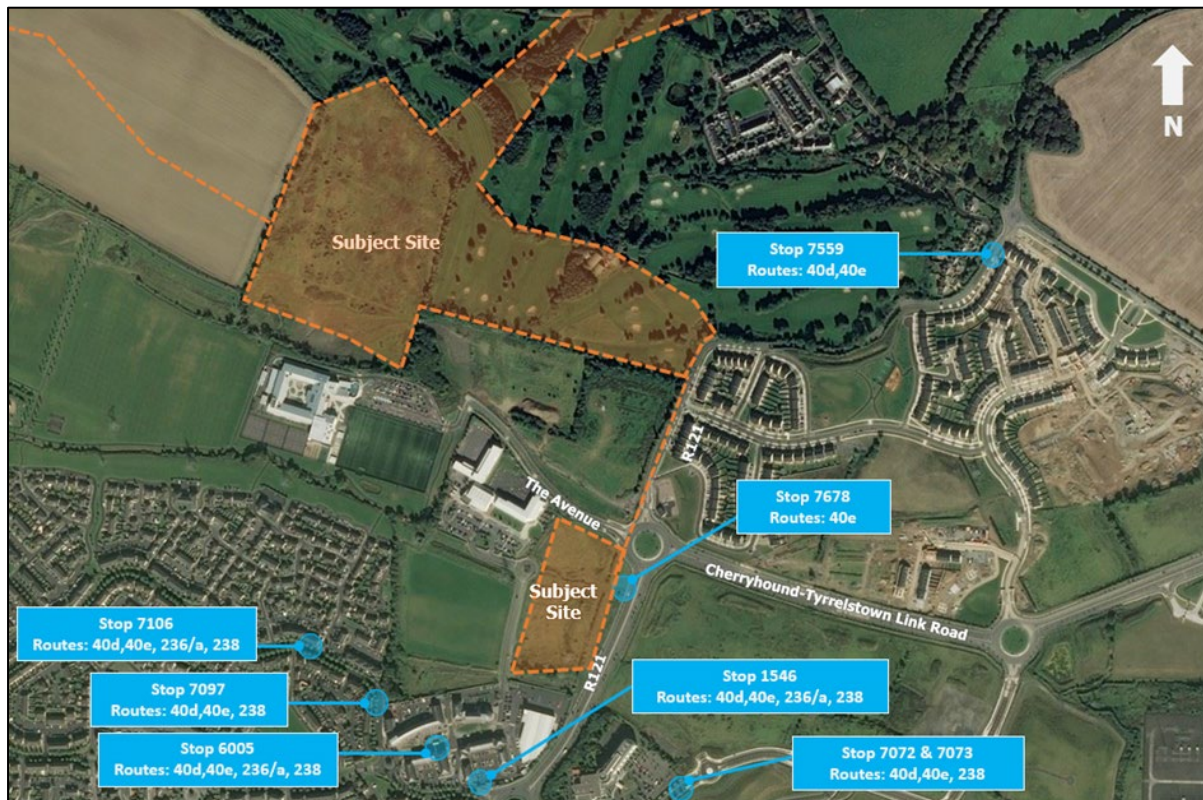 N
Subject Site
Stop 7559
Routes: 40d,40e
R121
The Avenue
Stop 7678
Routes: 40e
Cherryhound-Tyrrelstown Link Road
Subject
Site
R121
Stop 7106
Routes: 40d,40e, 236/a, 238
Stop 7097
Routes: 40d,40e, 238
Stop 6005
Routes: 40d,40e, 236/a, 238
Stop 1546
Routes: 40d,40e, 236/a, 238
Stop 7072 & 7073
Routes: 40d,40e, 238